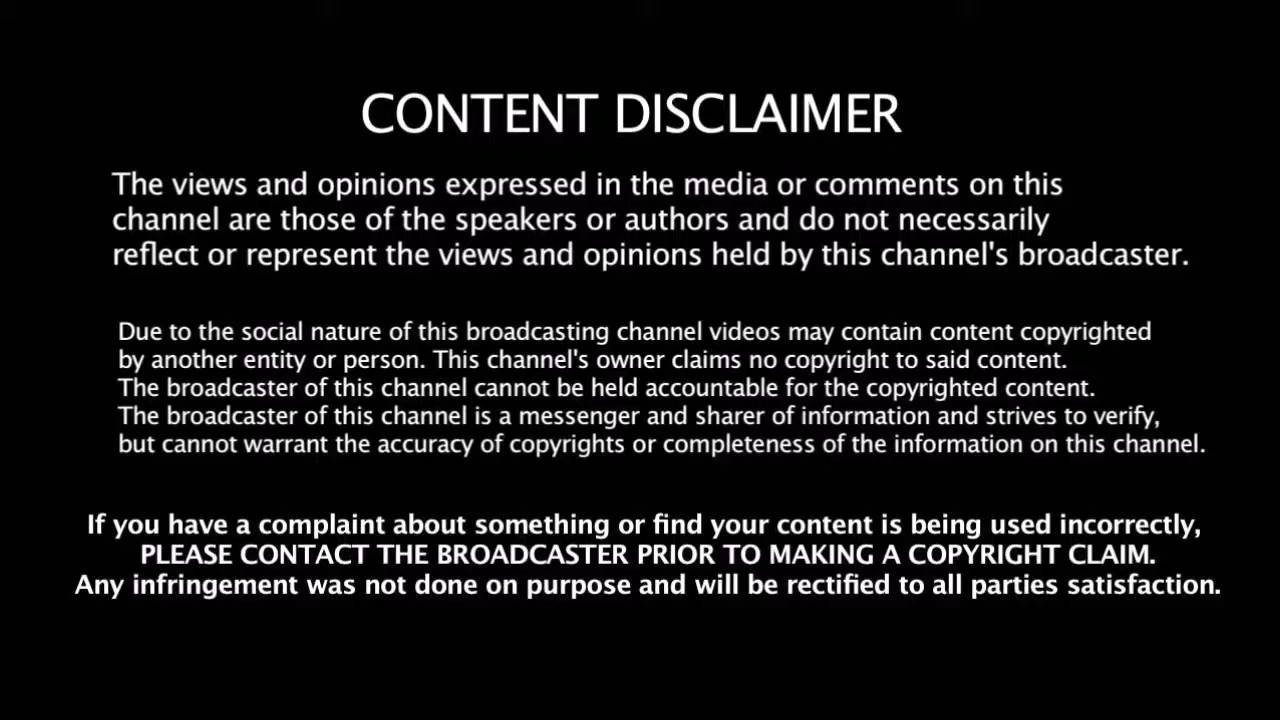 CONTENT DISCLAIMER
The views and opinions expressed in the media or comments on this
channel are those of the speakers or authors and do not necessarily
reflect or represent the views and opinions held by this channel's broadcaster.
Due to the social nature of this broadcasting channel videos may contain content copyrighted
by another entity or person. This channel's owner claims no copyright to said content.
The broadcaster of this channel cannot be held accountable for the copyrighted content.
The broadcaster of this channel is a messenger and sharer of information and strives to verify,
but cannot warrant the accuracy of copyrights or completeness of the information on this channel.
If you have a complaint about something or find your content is being used incorrectly,
PLEASE CONTACT THE BROADCASTER PRIOR TO MAKING A COPYRIGHT CLAIM.
Any infringement was not done on purpose and will be rectified to all parties satisfaction.